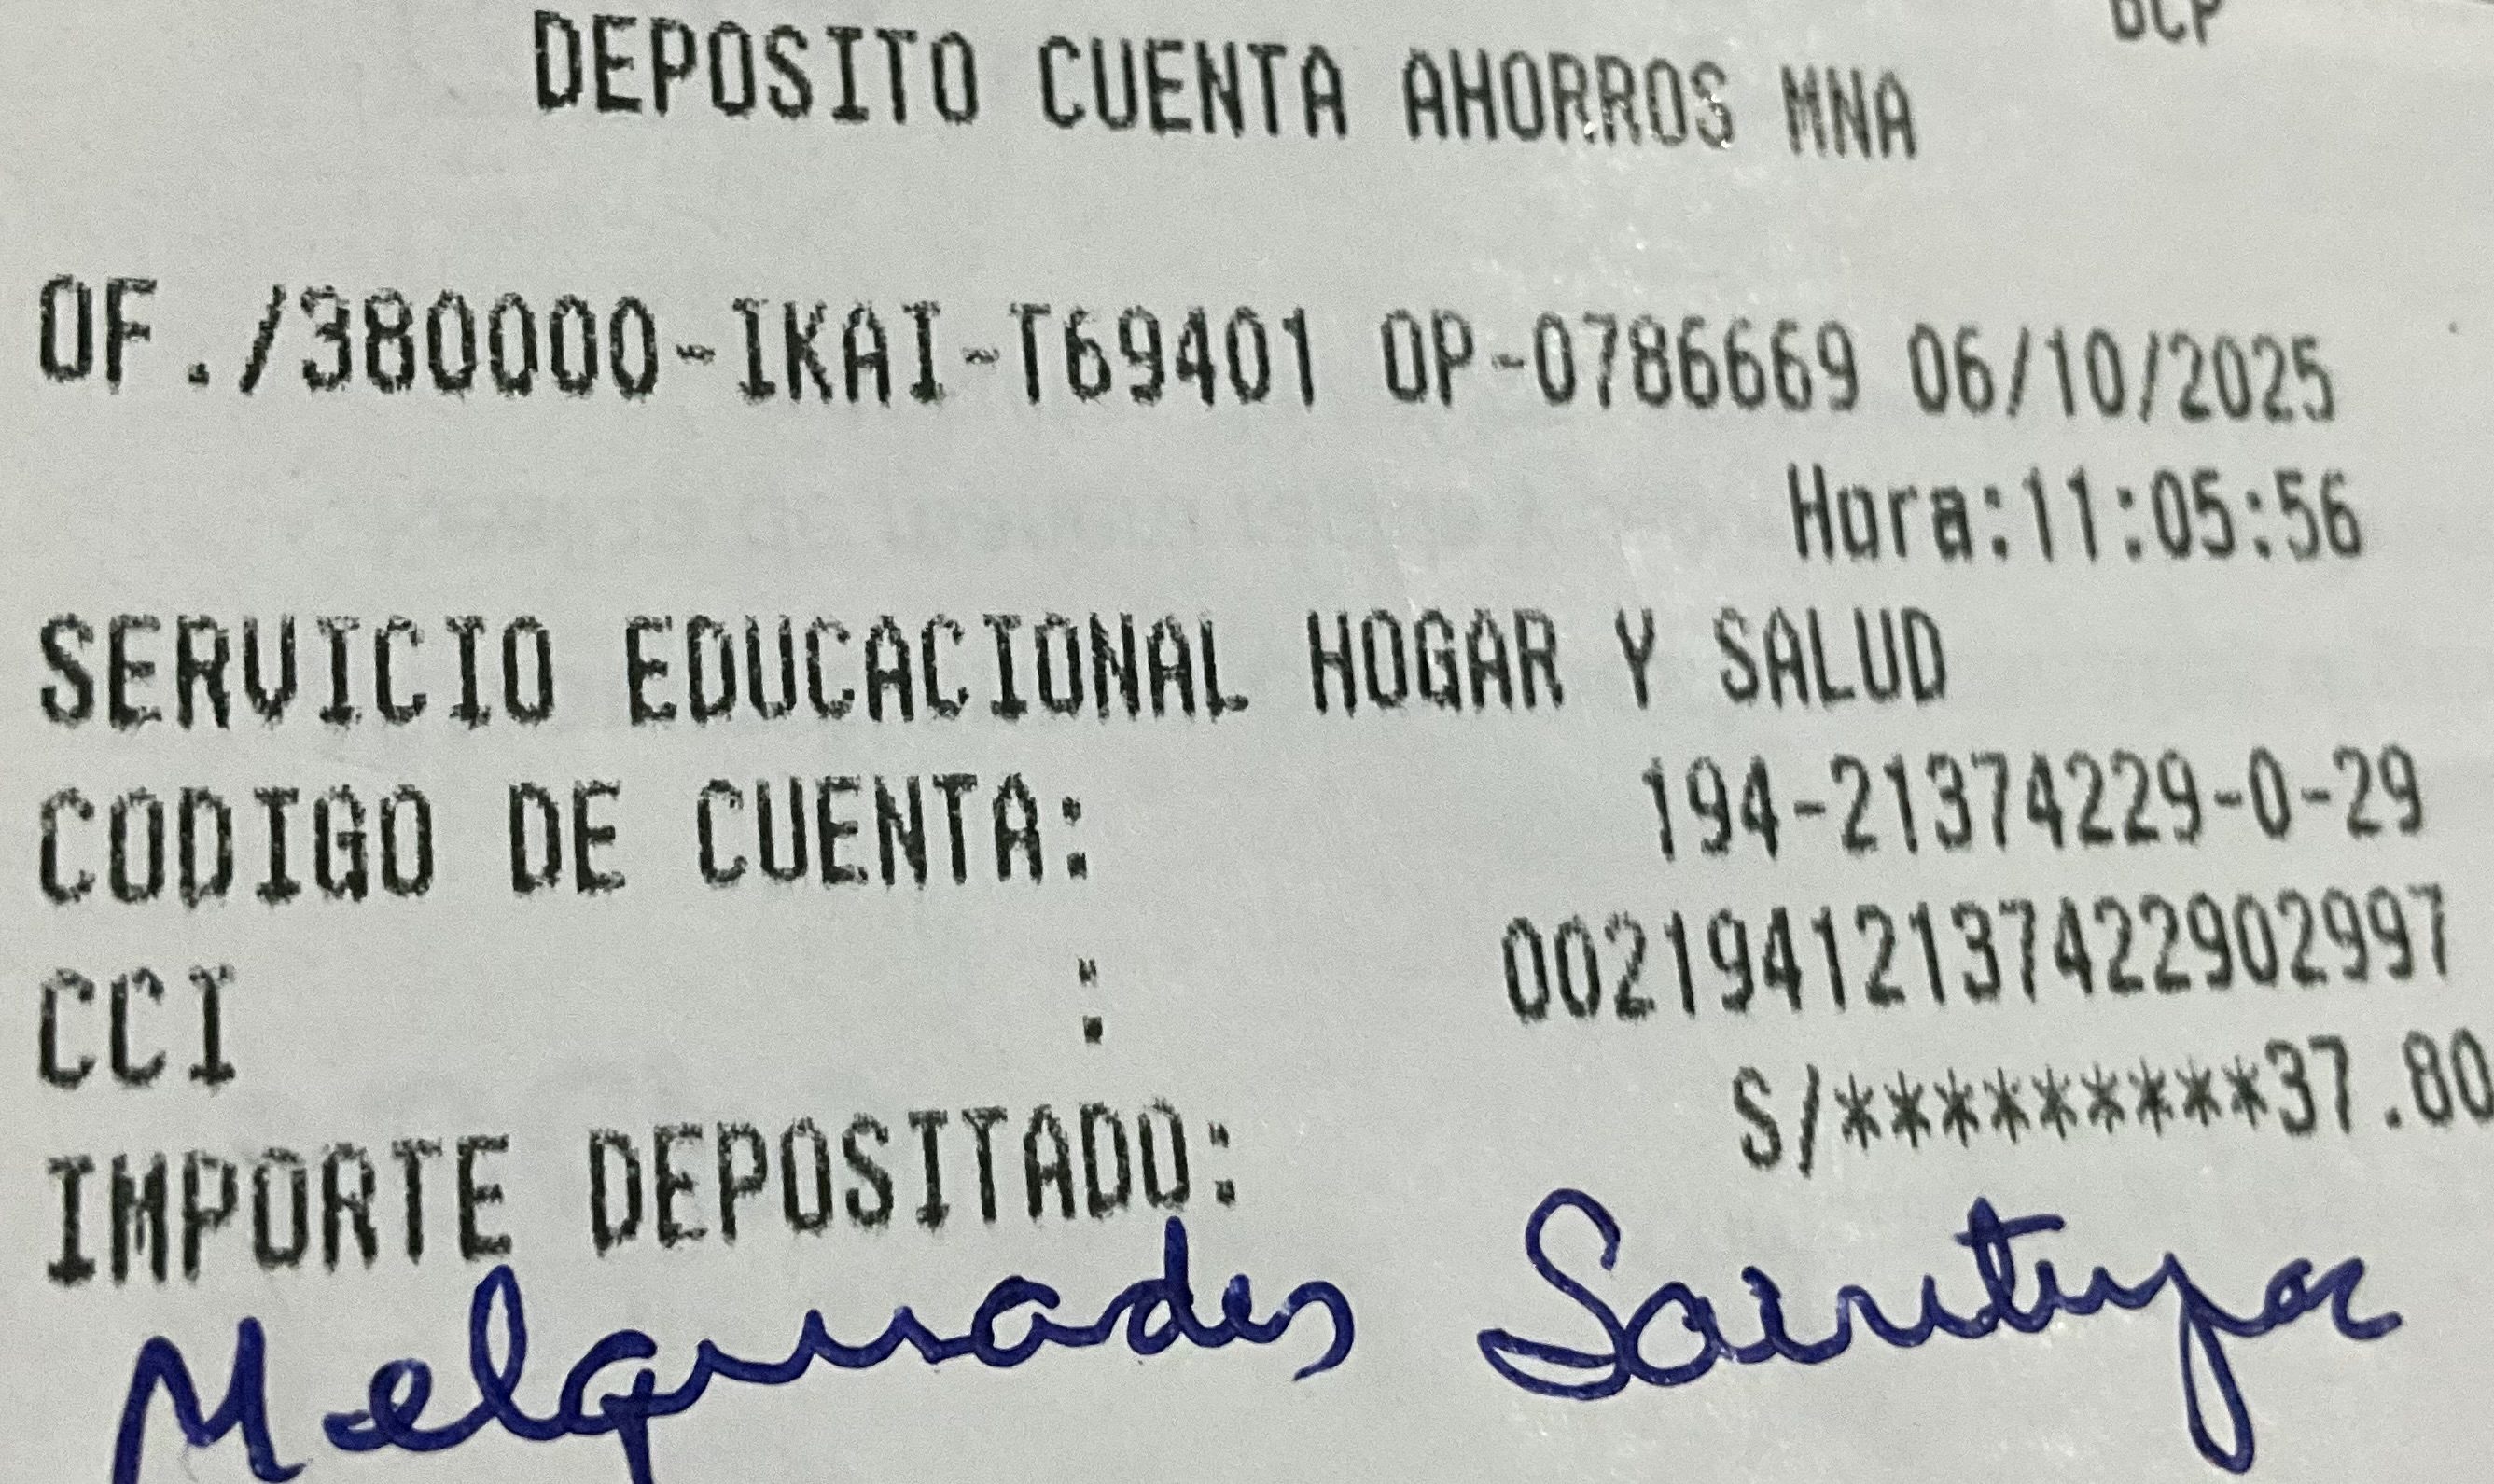 BCP
DEPOSITO CUENTA AHORROS MNA
OF./380000-IKAI-T69401 OP-0786669 06/10/2025
Hora:11:05:56
SERVICIO EDUCACIONAL HOGAR Y SALUD
CODIGO DE CUENTA: 194-21374229-0-29
CCI : 00219412137422902997
IMPORTE DEPOSITADO: S/*********37.80
Melquiades